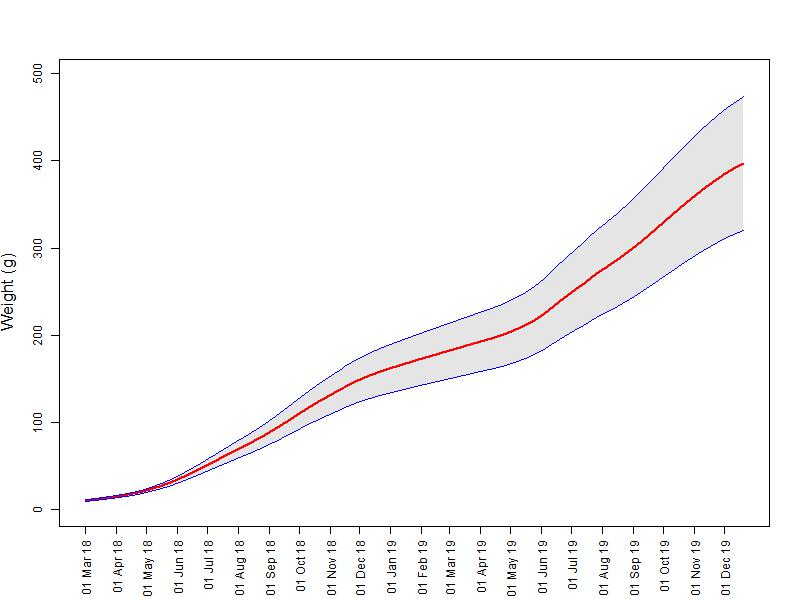 Weight (g)
500
400
300
200
100
0
01 Mar 18
01 Apr 18
01 May 18
01 Jun 18
01 Jul 18
01 Aug 18
01 Sep 18
01 Oct 18
01 Nov 18
01 Dec 18
01 Jan 19
01 Feb 19
01 Mar 19
01 Apr 19
01 May 19
01 Jun 19
01 Jul 19
01 Aug 19
01 Sep 19
01 Oct 19
01 Nov 19
01 Dec 19